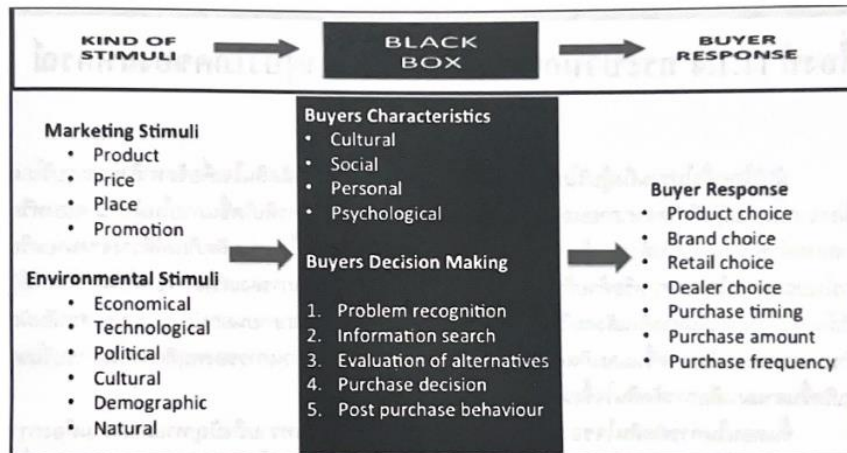 KIND OF
STIMULI
BLACK
BOX
BUYER
RESPONSE
Marketing Stimuli
• Product
• Price
• Place
• Promotion
Environmental Stimuli
• Economical
• Technological
• Political
• Cultural
• Demographic
• Natural
Buyers Characteristics
• Cultural
• Social
• Personal
• Psychological
Buyers Decision Making
1. Problem recognition
2. Information search
3. Evaluation of alternatives
4. Purchase decision
5. Post purchase behaviour
Buyer Response
• Product choice
• Brand choice
• Retail choice
• Dealer choice
• Purchase timing
• Purchase amount
• Purchase frequency